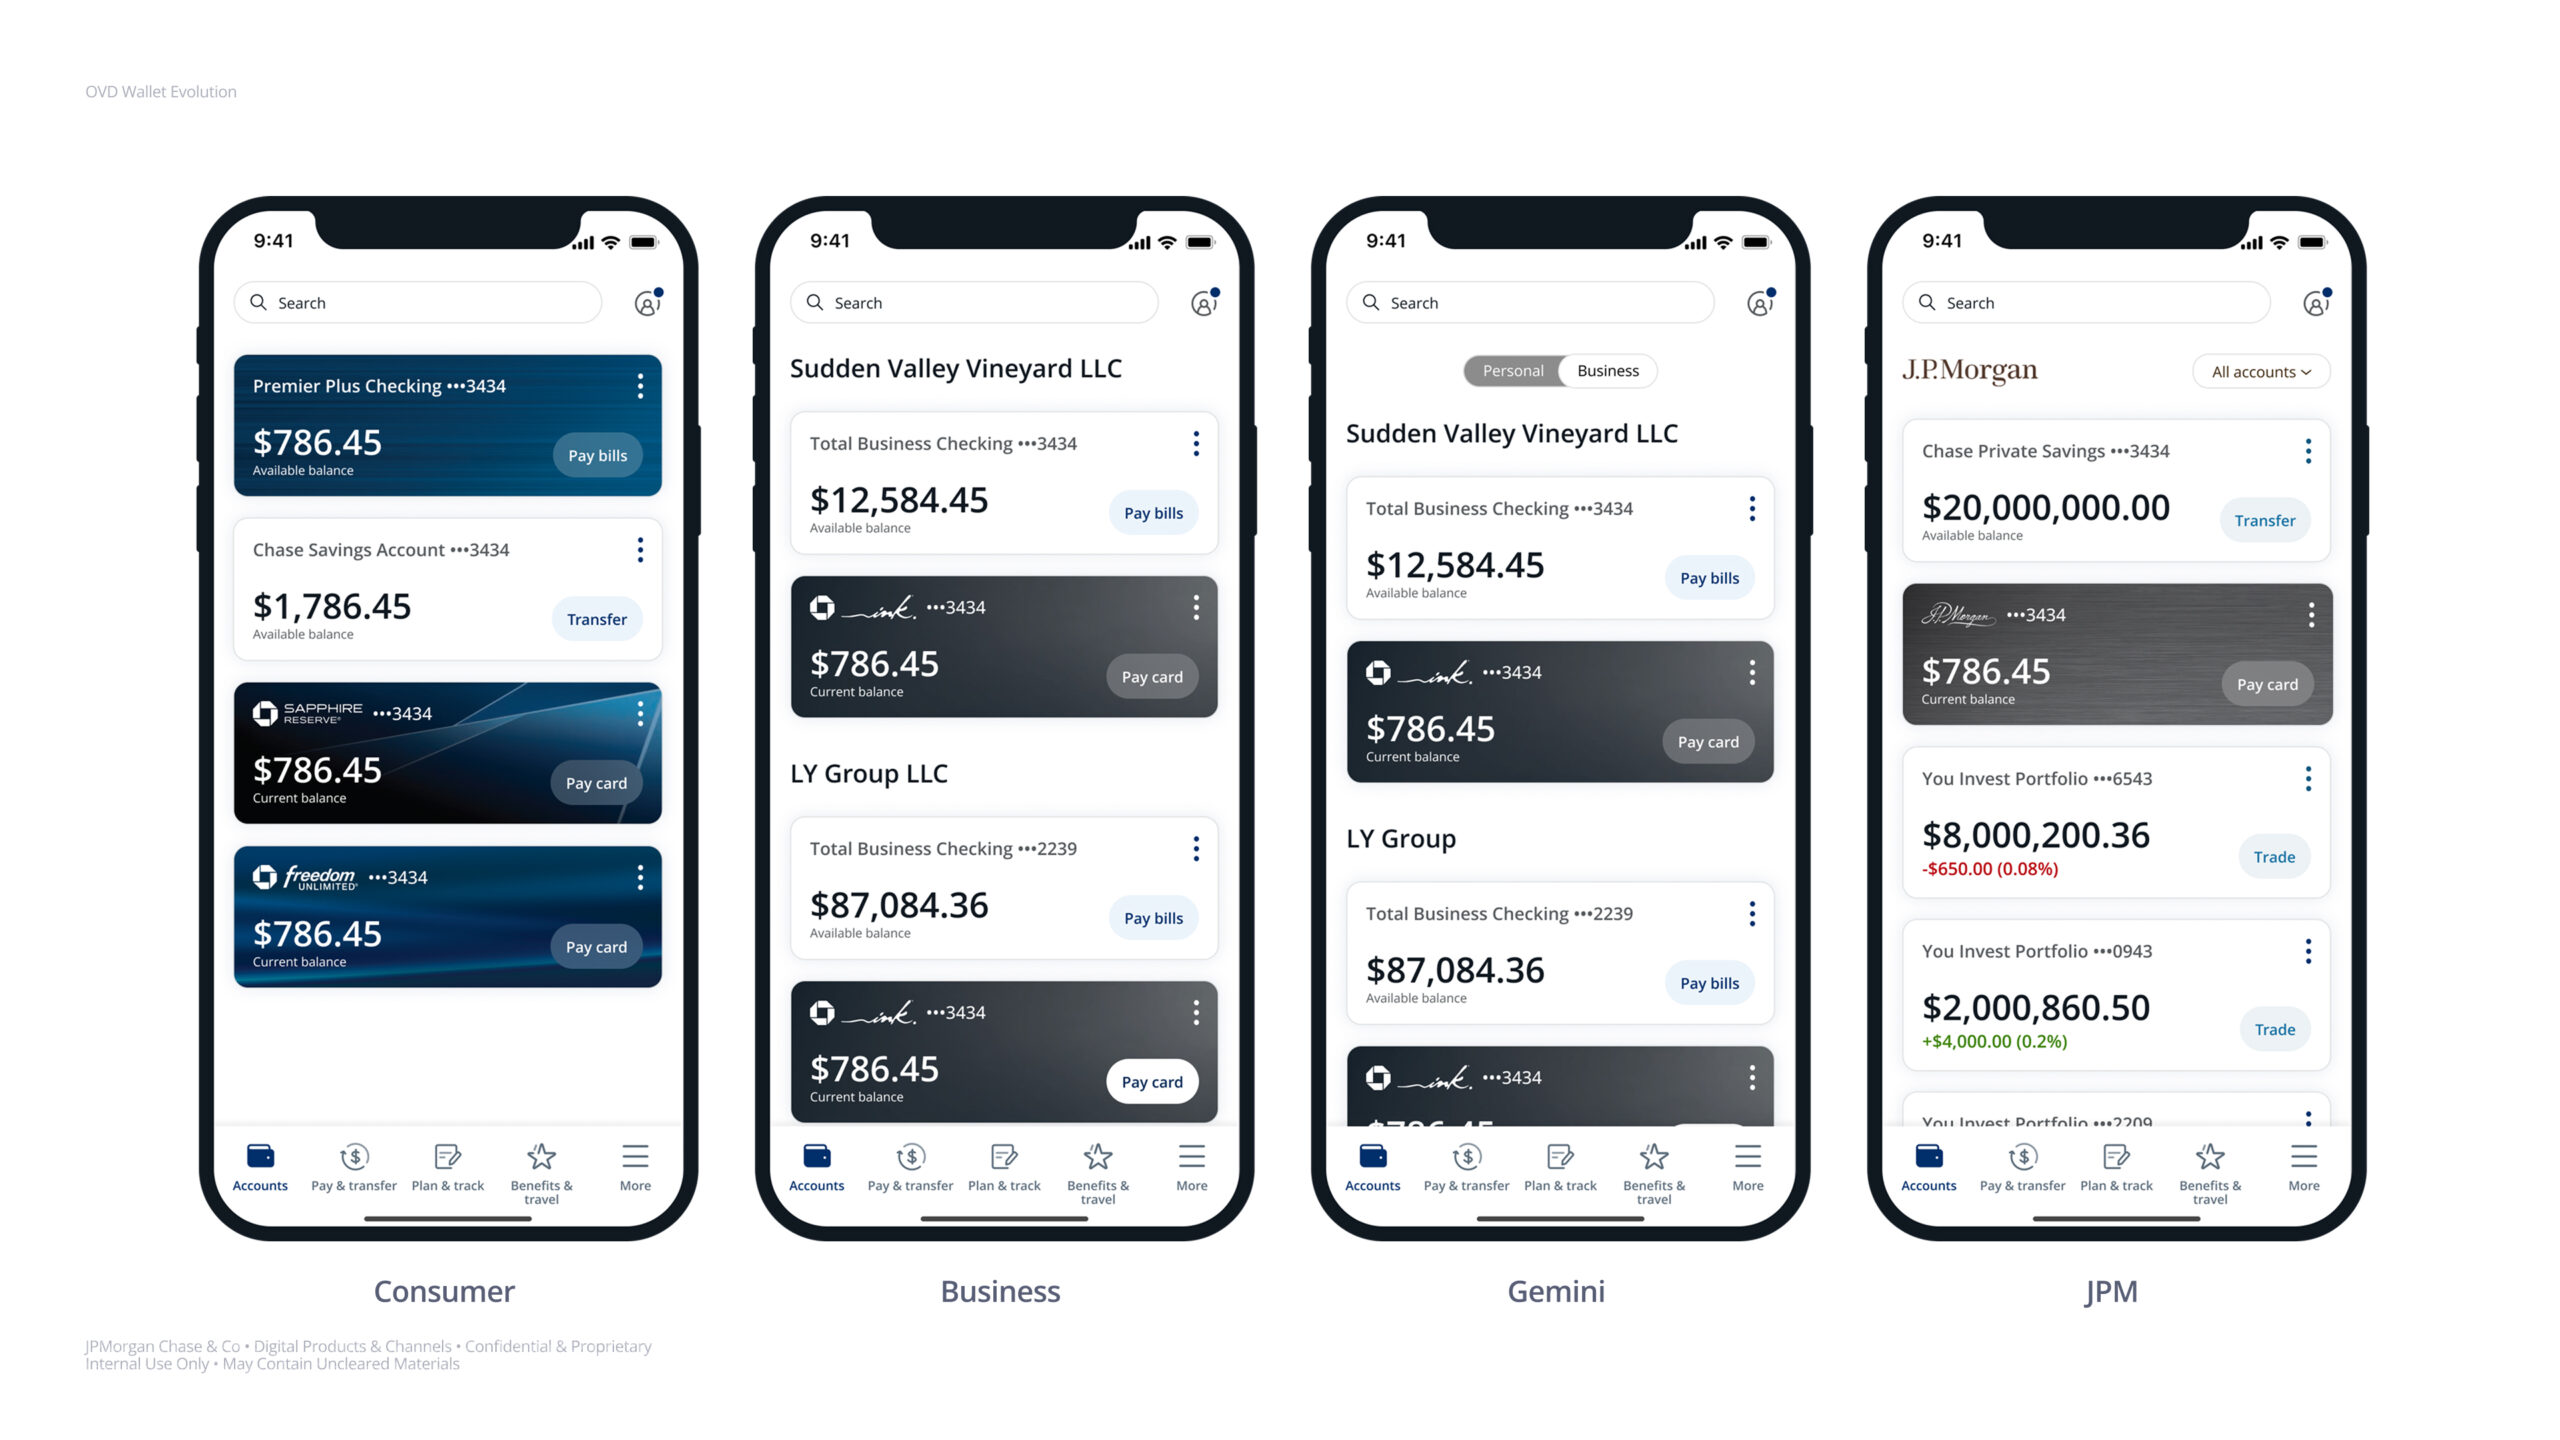 OVD Wallet Evolution
9:41
Search
Premier Plus Checking •••3434
$786.45
Available balance
Pay bills
Chase Savings Account •••3434
$1,786.45
Available balance
Transfer
SAPPHIRE
RESERVE®
•••3434
$786.45
Current balance
Pay card
freedom
UNLIMITED®
•••3434
$786.45
Current balance
Pay card
Accounts
Pay & transfer
Plan & track
Benefits &
travel
More
Consumer
9:41
Search
Sudden Valley Vineyard LLC
Total Business Checking •••3434
$12,584.45
Available balance
Pay bills
ink. •••3434
$786.45
Current balance
Pay card
LY Group LLC
Total Business Checking •••2239
$87,084.36
Available balance
Pay bills
ink. •••3434
$786.45
Current balance
Pay card
Accounts
Pay & transfer
Plan & track
Benefits &
travel
More
Business
9:41
Search
Personal
Business
Sudden Valley Vineyard LLC
Total Business Checking •••3434
$12,584.45
Available balance
Pay bills
ink. •••3434
$786.45
Current balance
Pay card
LY Group
Total Business Checking •••2239
$87,084.36
Available balance
Pay bills
ink. •••3434
$786.45
Accounts
Pay & transfer
Plan & track
Benefits &
travel
More
Gemini
9:41
Search
J.P.Morgan
All accounts
Chase Private Savings •••3434
$20,000,000.00
Available balance
Transfer
J.P.Morgan •••3434
$786.45
Current balance
Pay card
You Invest Portfolio •••6543
$8,000,200.36
-$650.00 (0.08%)
Trade
You Invest Portfolio •••0943
$2,000,860.50
+$4,000.00 (0.2%)
Trade
You Invest Portfolio •••2209
Accounts
Pay & transfer
Plan & track
Benefits &
travel
More
JPM
JPMorgan Chase & Co • Digital Products & Channels • Confidential & Proprietary
Internal Use Only • May Contain Uncleared Materials